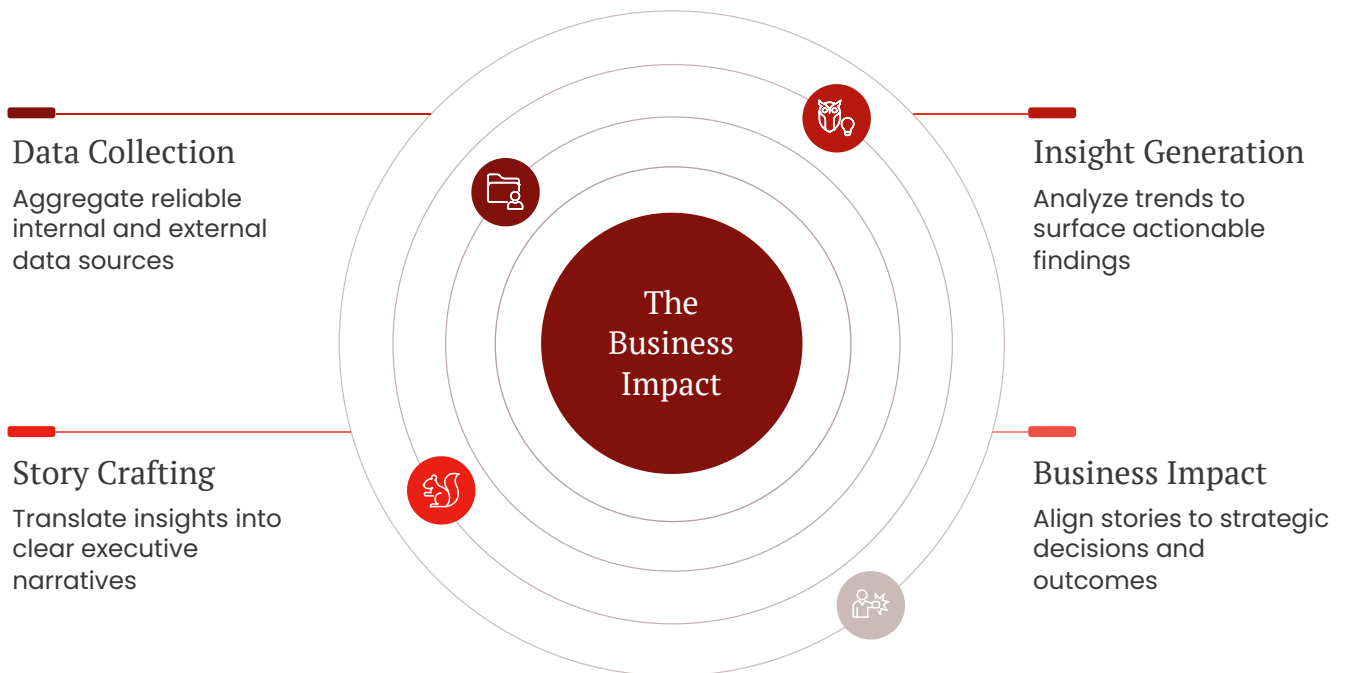 Data Collection
Aggregate reliable
internal and external
data sources
Insight Generation
Analyze trends to
surface actionable
findings
The
Business
Impact
Story Crafting
Translate insights into
clear executive
narratives
Business Impact
Align stories to strategic
decisions and
outcomes